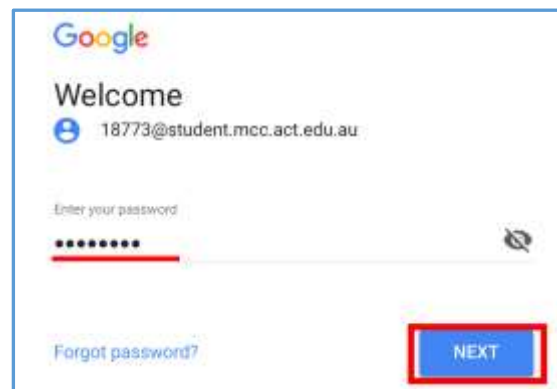 Google
Welcome
18773@student.mcc.act.edu.au
Enter your password
••••••••
Forgot password?
NEXT